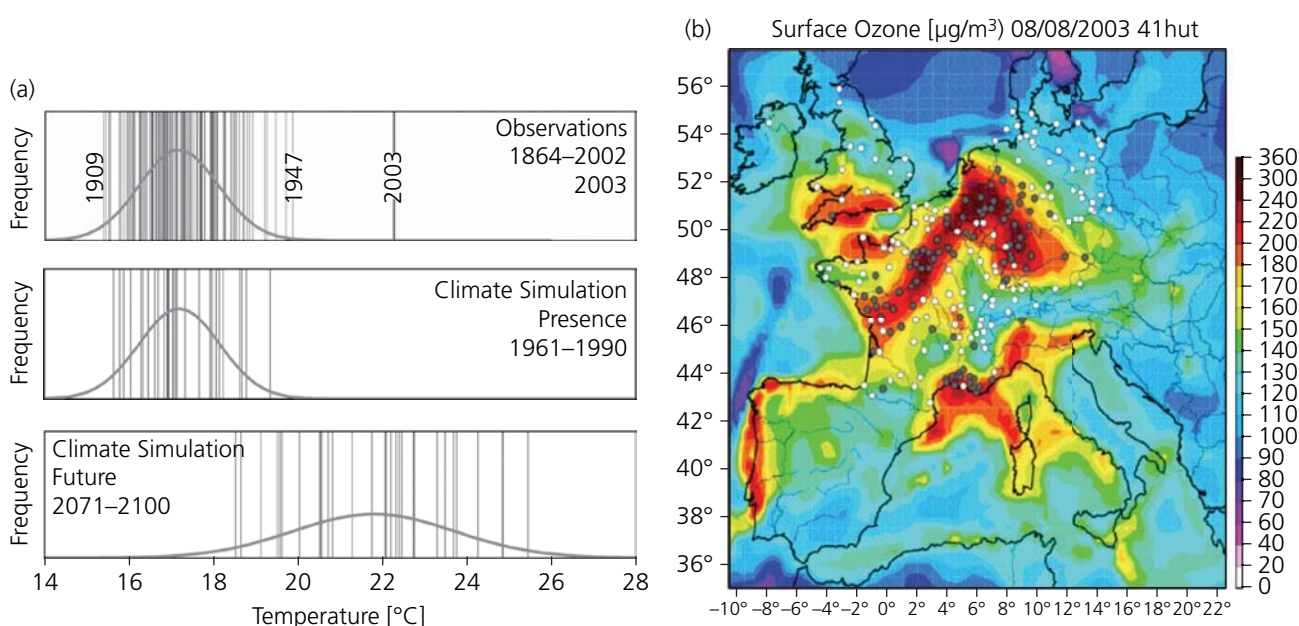 (a)
Frequency
Observations
1864–2002
2003
1909
1947
2003
Frequency
Climate Simulation
Presence
1961–1990
Frequency
Climate Simulation
Future
2071–2100
14 16 18 20 22 24 26 28
Temperature [°C]
(b) Surface Ozone [µg/m³) 08/08/2003 41hut
56°
54°
52°
50°
48°
46°
44°
42°
40°
38°
36°
–10° –8° –6° –4° –2° 0° 2° 4° 6° 8° 10° 12° 14° 16° 18° 20° 22°
360
300
240
210
200
180
160
150
140
130
120
110
100
90
80
70
60
40
20
0